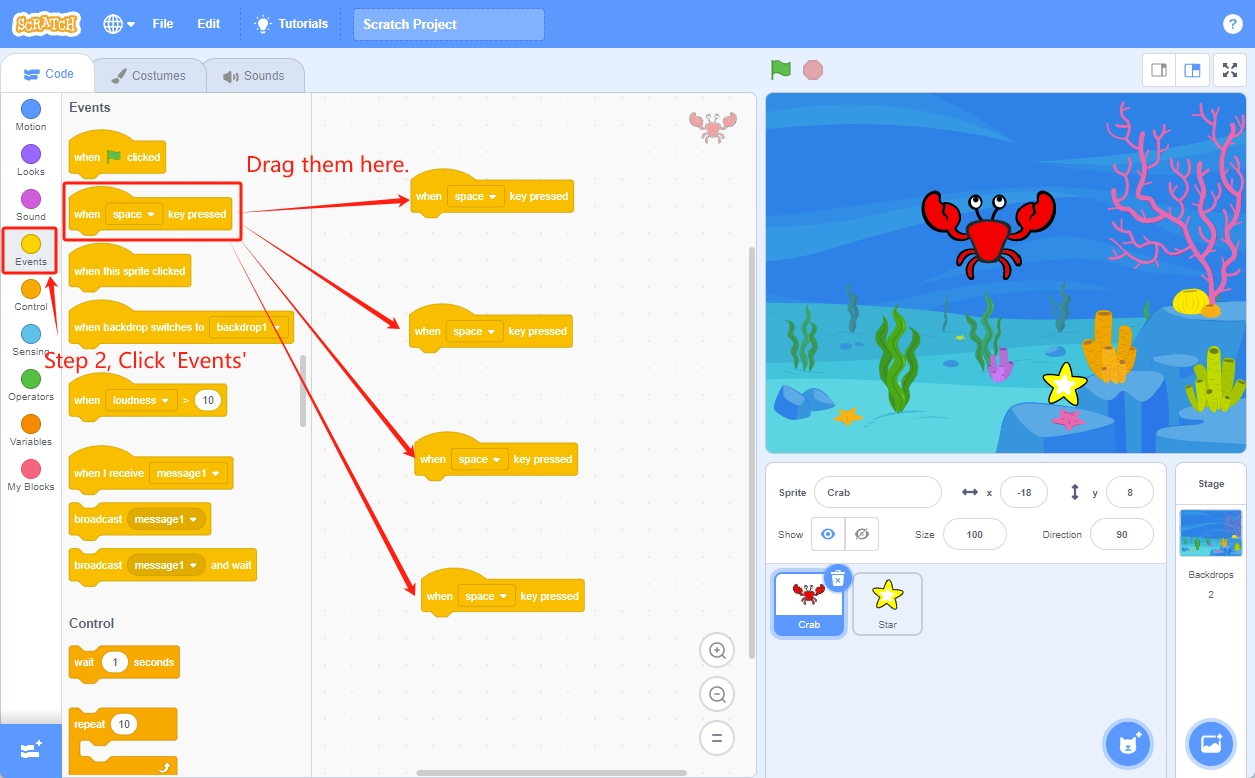 SCRATCH
File
Edit
Tutorials
Scratch Project
?
Code
Costumes
Sounds
Motion
Looks
Sound
Events
Control
Sensing
Operators
Variables
My Blocks
Events
when clicked
when space key pressed
when this sprite clicked
when backdrop switches to backdrop1
when loudness > 10
when I receive message1
broadcast message1
broadcast message1 and wait
Control
wait 1 seconds
repeat 10
Step 2, Click 'Events'
Drag them here.
when space key pressed
when space key pressed
when space key pressed
when space key pressed
Sprite Crab x -18 y 8
Show Size 100 Direction 90
Crab
Star
Stage
Backdrops
2